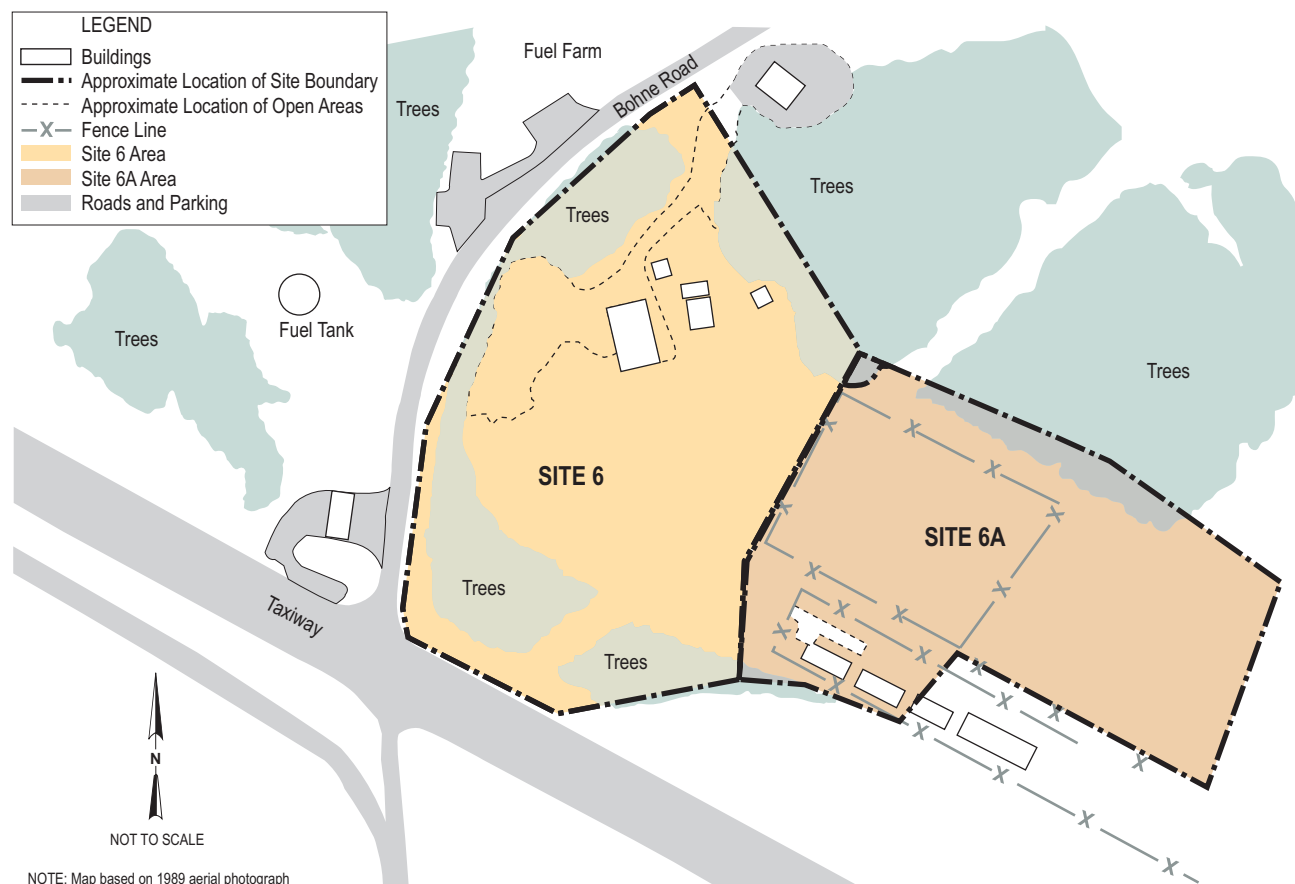 LEGEND
Buildings
Approximate Location of Site Boundary
Approximate Location of Open Areas
X Fence Line
Site 6 Area
Site 6A Area
Roads and Parking
Fuel Farm
Bohne Road
Trees
Trees
Trees
Trees
Fuel Tank
Trees
Trees
SITE 6
SITE 6A
Trees
Taxiway
Trees
N
NOT TO SCALE
NOTE: Map based on 1989 aerial photograph